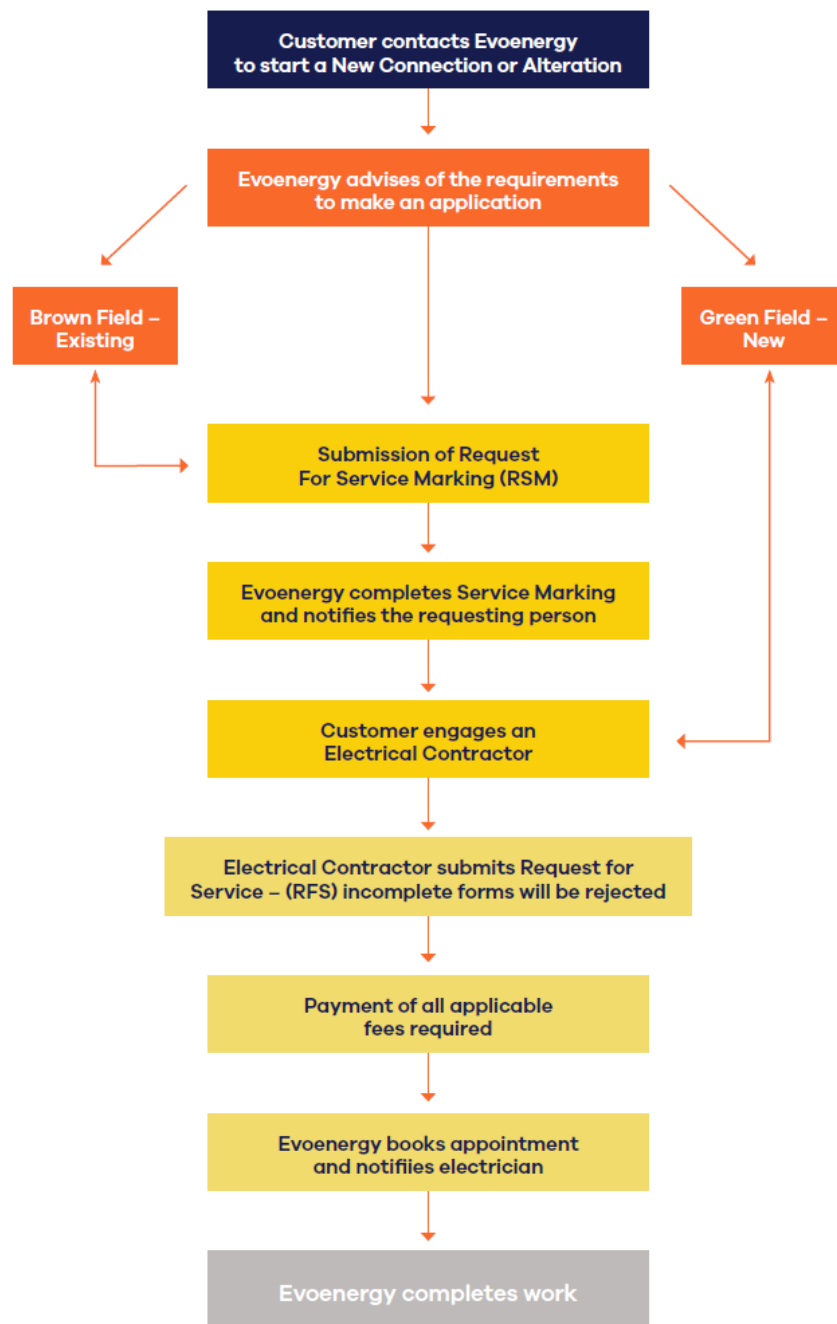 Customer contacts Evoenergy
to start a New Connection or Alteration
Evoenergy advises of the requirements
to make an application
Brown Field –
Existing
Green Field –
New
Submission of Request
For Service Marking (RSM)
Evoenergy completes Service Marking
and notifies the requesting person
Customer engages an
Electrical Contractor
Electrical Contractor submits Request for
Service – (RFS) incomplete forms will be rejected
Payment of all applicable
fees required
Evoenergy books appointment
and notifiies electrician
Evoenergy completes work